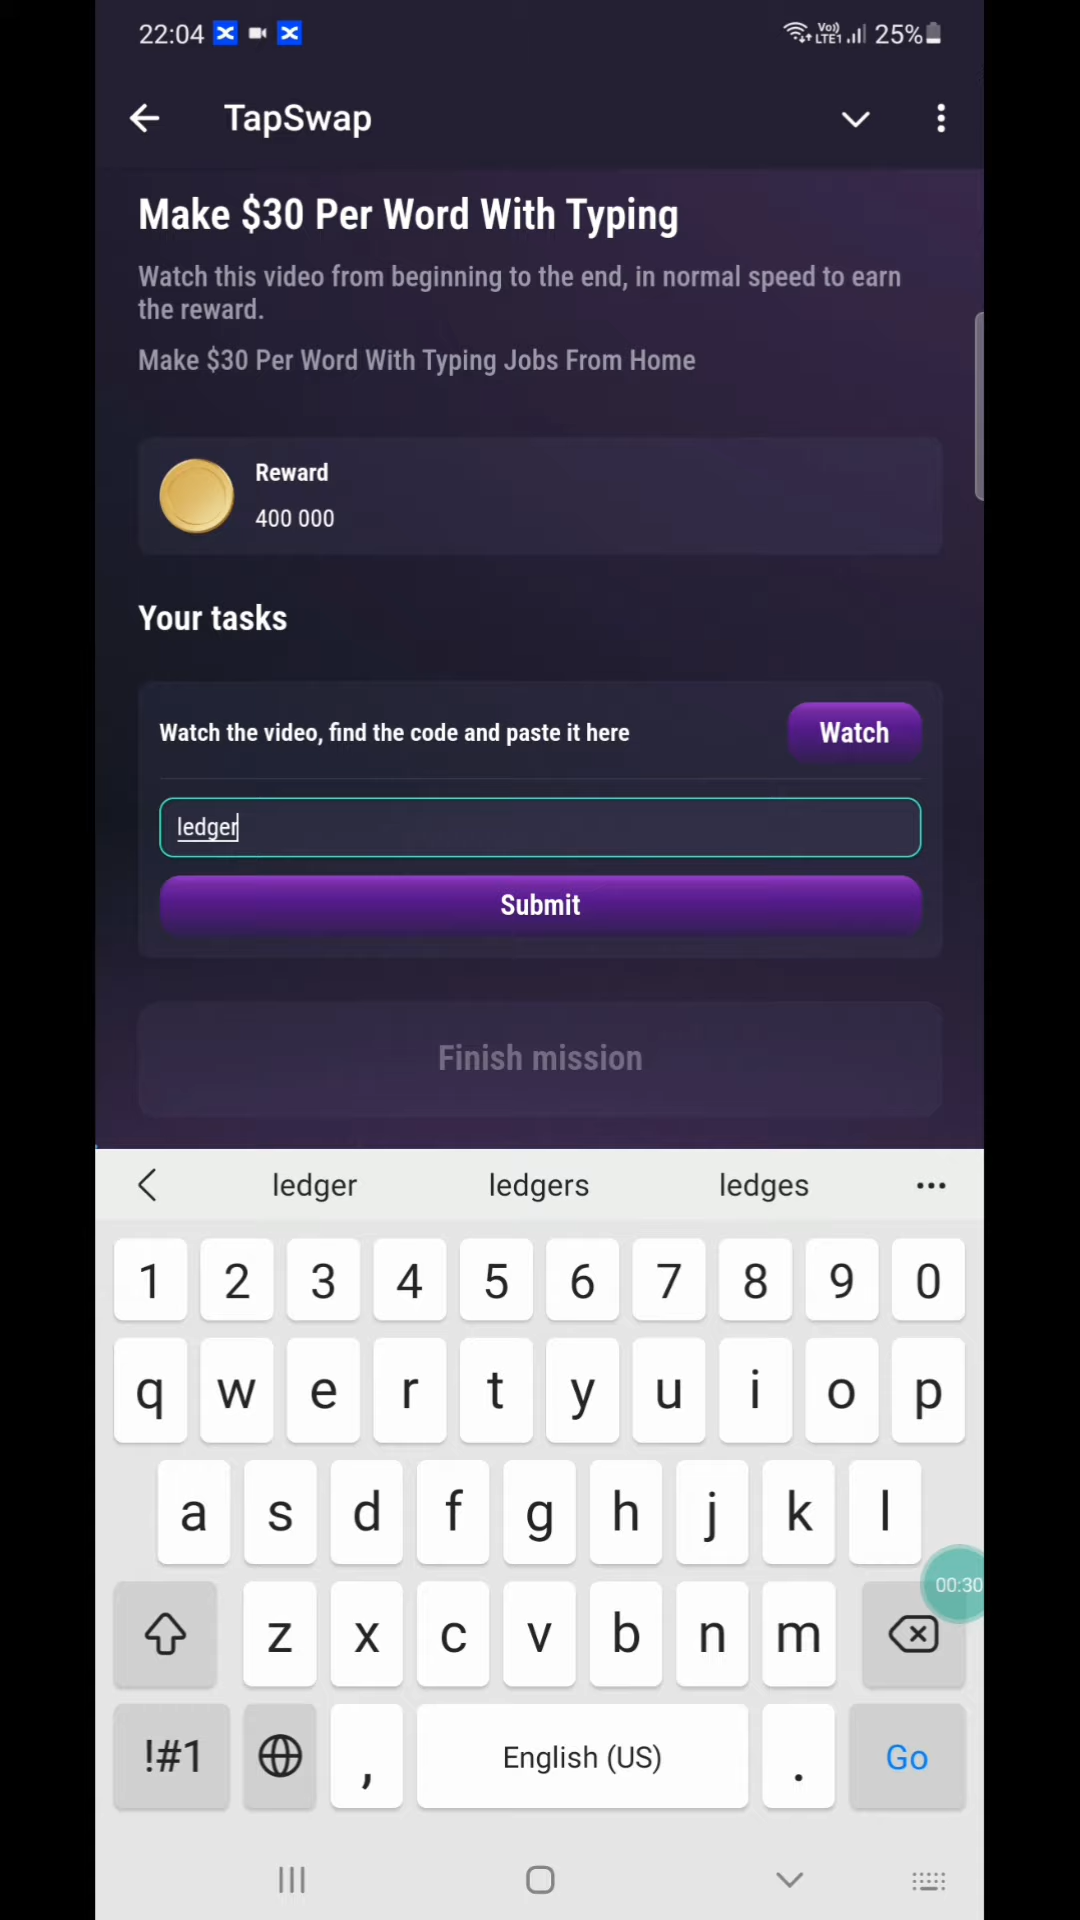 22:04 Vo)) LTE1 25%
TapSwap
Make $30 Per Word With Typing
Watch this video from beginning to the end, in normal speed to earn
the reward.
Make $30 Per Word With Typing Jobs From Home
Reward
400 000
Your tasks
Watch the video, find the code and paste it here
Watch
ledger
Submit
Finish mission
ledger ledgers ledges
1 2 3 4 5 6 7 8 9 0
q w e r t y u i o p
a s d f g h j k l
00:30
z x c v b n m
!#1 , English (US) . Go